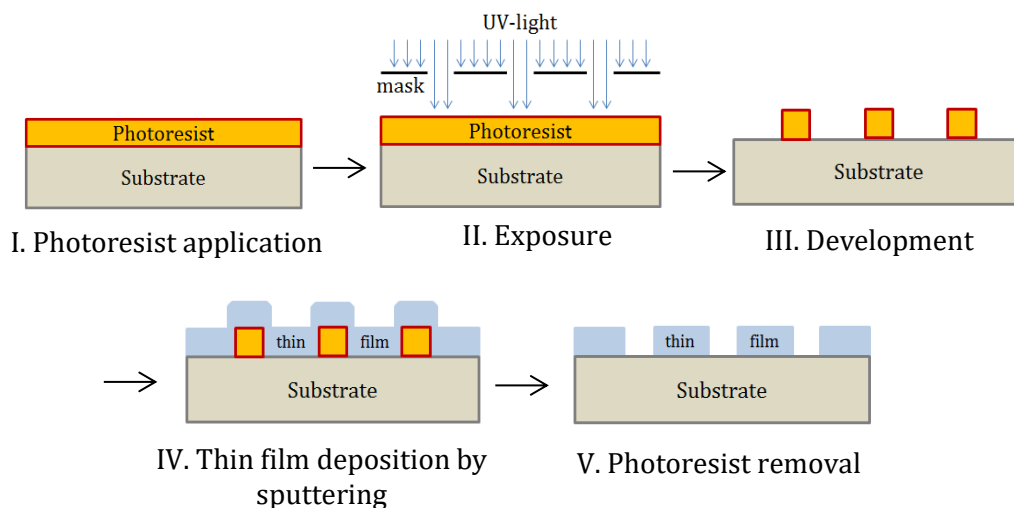 UV-light
mask
Photoresist
Substrate
I. Photoresist application
Photoresist
Substrate
II. Exposure
Substrate
III. Development
thin film
Substrate
IV. Thin film deposition by
sputtering
thin film
Substrate
V. Photoresist removal